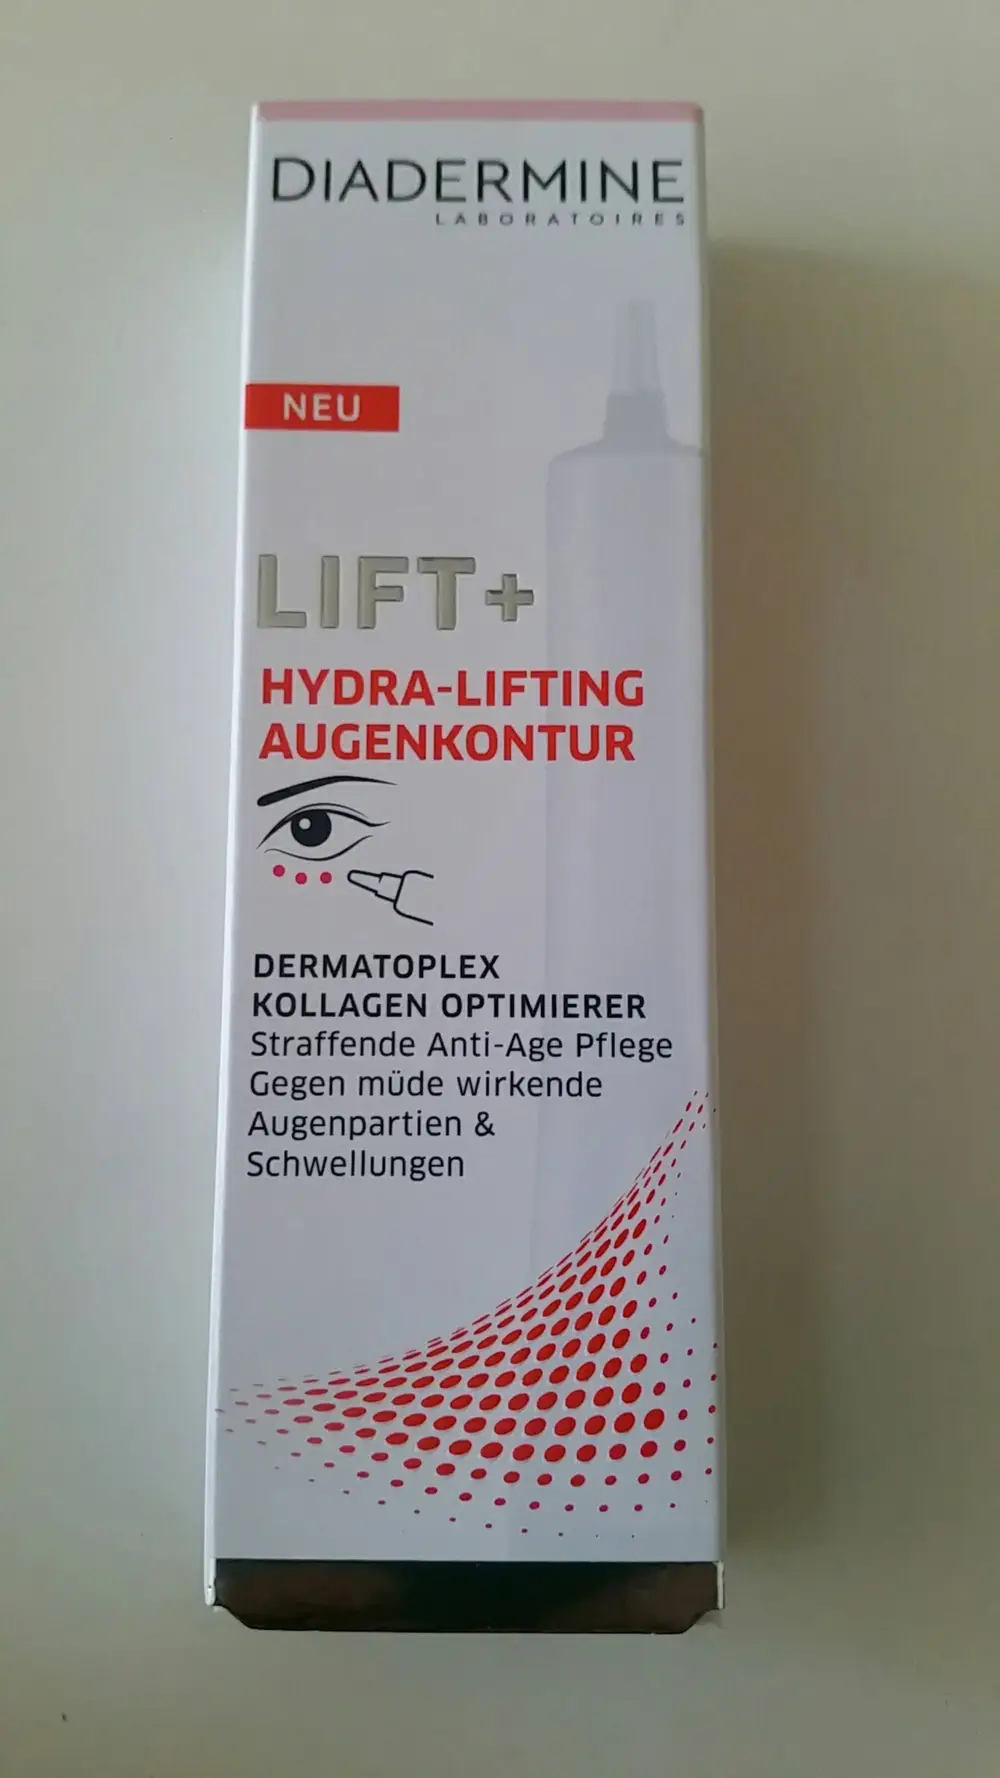 DIADERMINE
LABORATOIRES
NEU
LIFT+
HYDRA-LIFTING
AUGENKONTUR
DERMATOPLEX
KOLLAGEN OPTIMIERER
Straffende Anti-Age Pflege
Gegen müde wirkende
Augenpartien &
Schwellungen